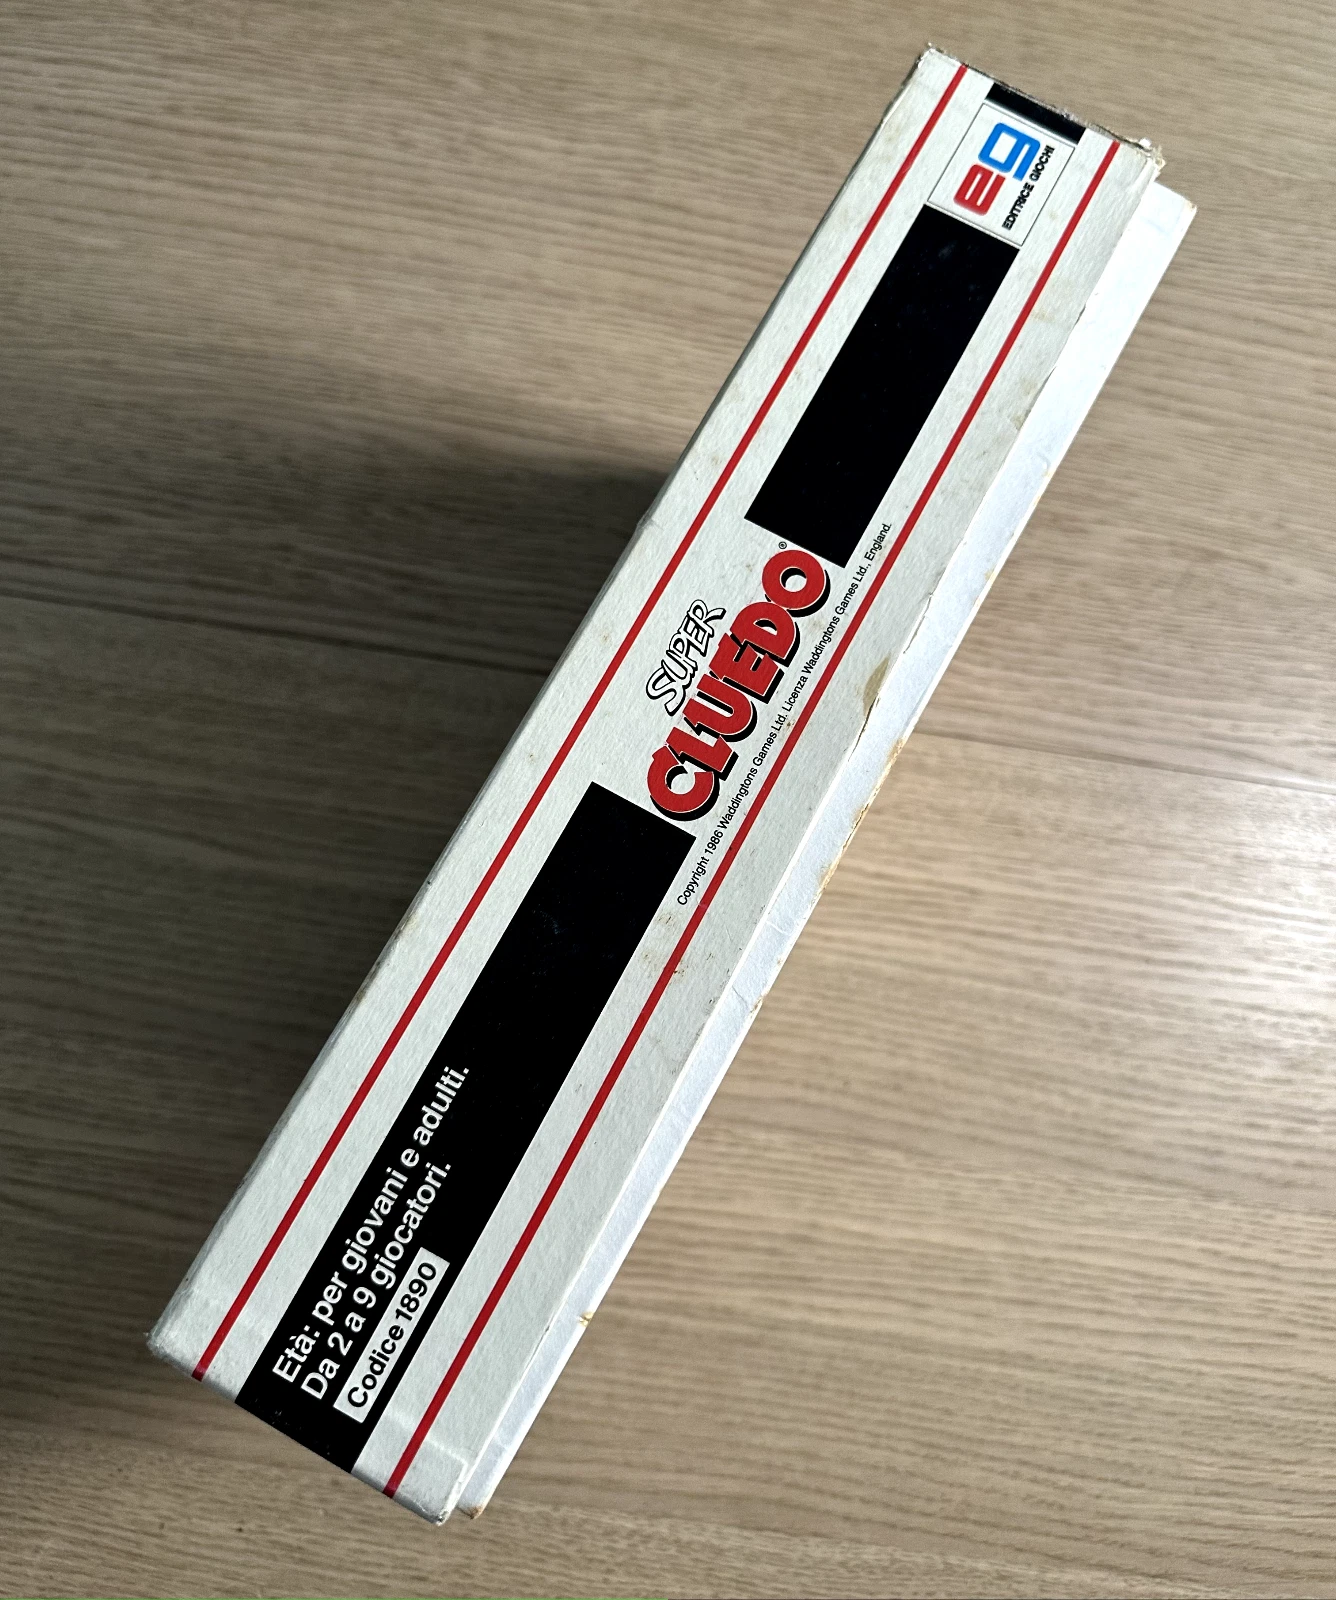 Età: per giovani e adulti.
Da 2 a 9 giocatori.
Codice 1890
SUPER
CLUEDO®
Copyright 1986 Waddingtons Games Ltd. Licenza Waddingtons Games Ltd., England.
eg
EDITRICE GIOCHI